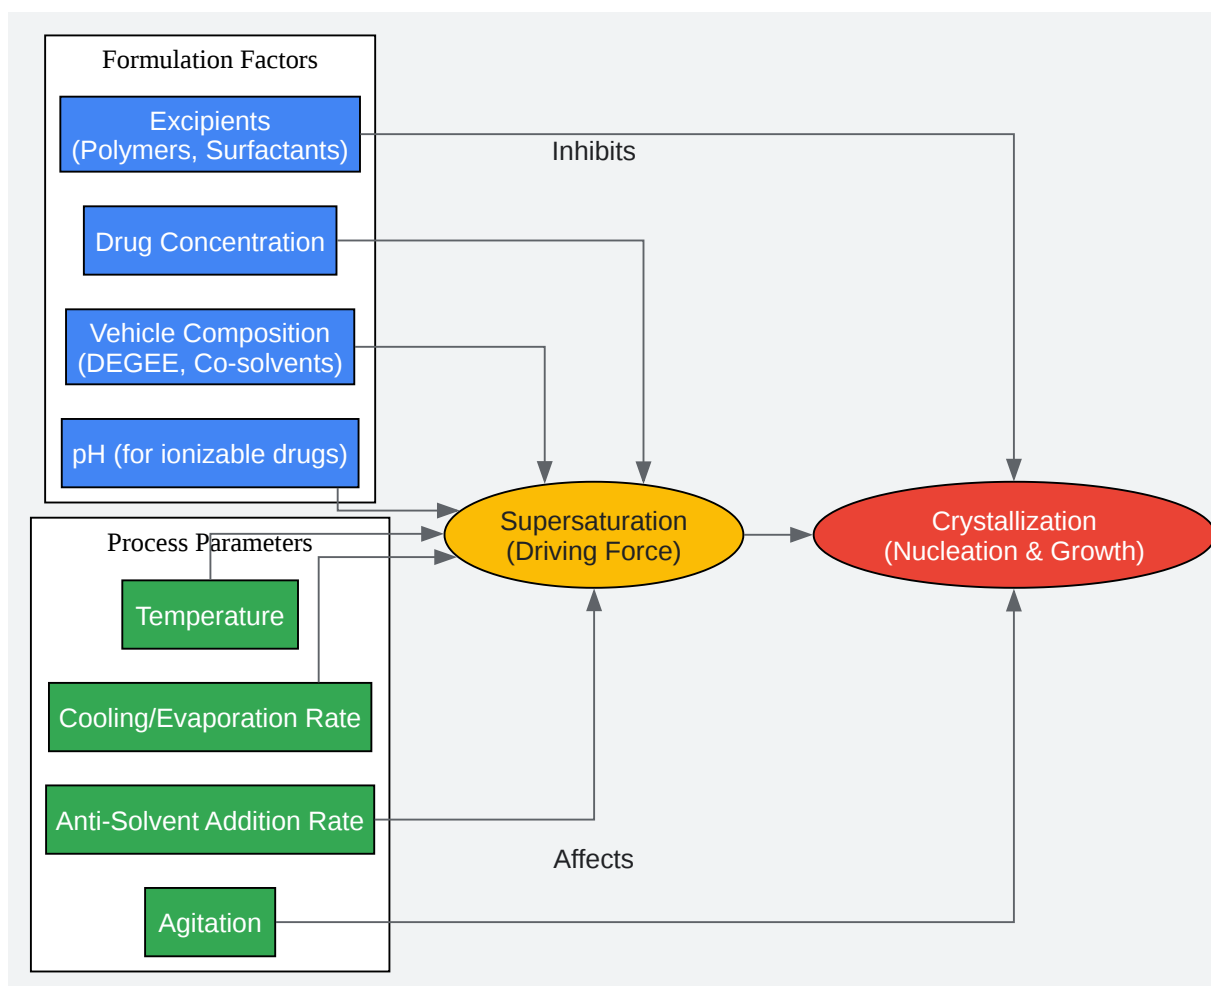 Formulation Factors
Excipients
(Polymers, Surfactants)
Inhibits
Drug Concentration
Vehicle Composition
(DEGEE, Co-solvents)
pH (for ionizable drugs)
Supersaturation
(Driving Force)
Crystallization
(Nucleation & Growth)
Process Parameters
Temperature
Cooling/Evaporation Rate
Anti-Solvent Addition Rate
Affects
Agitation